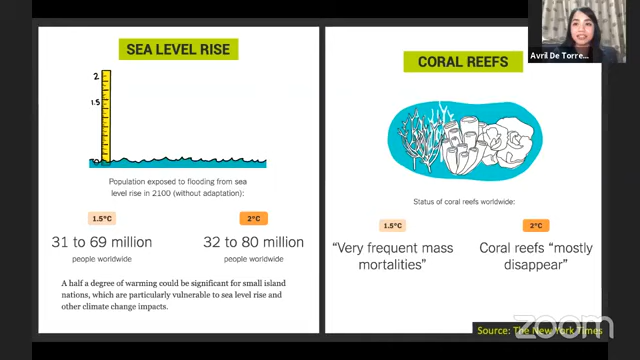 SEA LEVEL RISE
2
1.5
0
Population exposed to flooding from sea
level rise in 2100 (without adaptation):
1.5°C
2°C
31 to 69 million
people worldwide
32 to 80 million
people worldwide
A half a degree of warming could be significant for small island
nations, which are particularly vulnerable to sea level rise and
other climate change impacts.
CORAL REEFS
Status of coral reefs worldwide:
1.5°C
2°C
“Very frequent mass
mortalities”
Coral reefs “mostly
disappear”
Avril De Torre...
zoom
Source: The New York Times